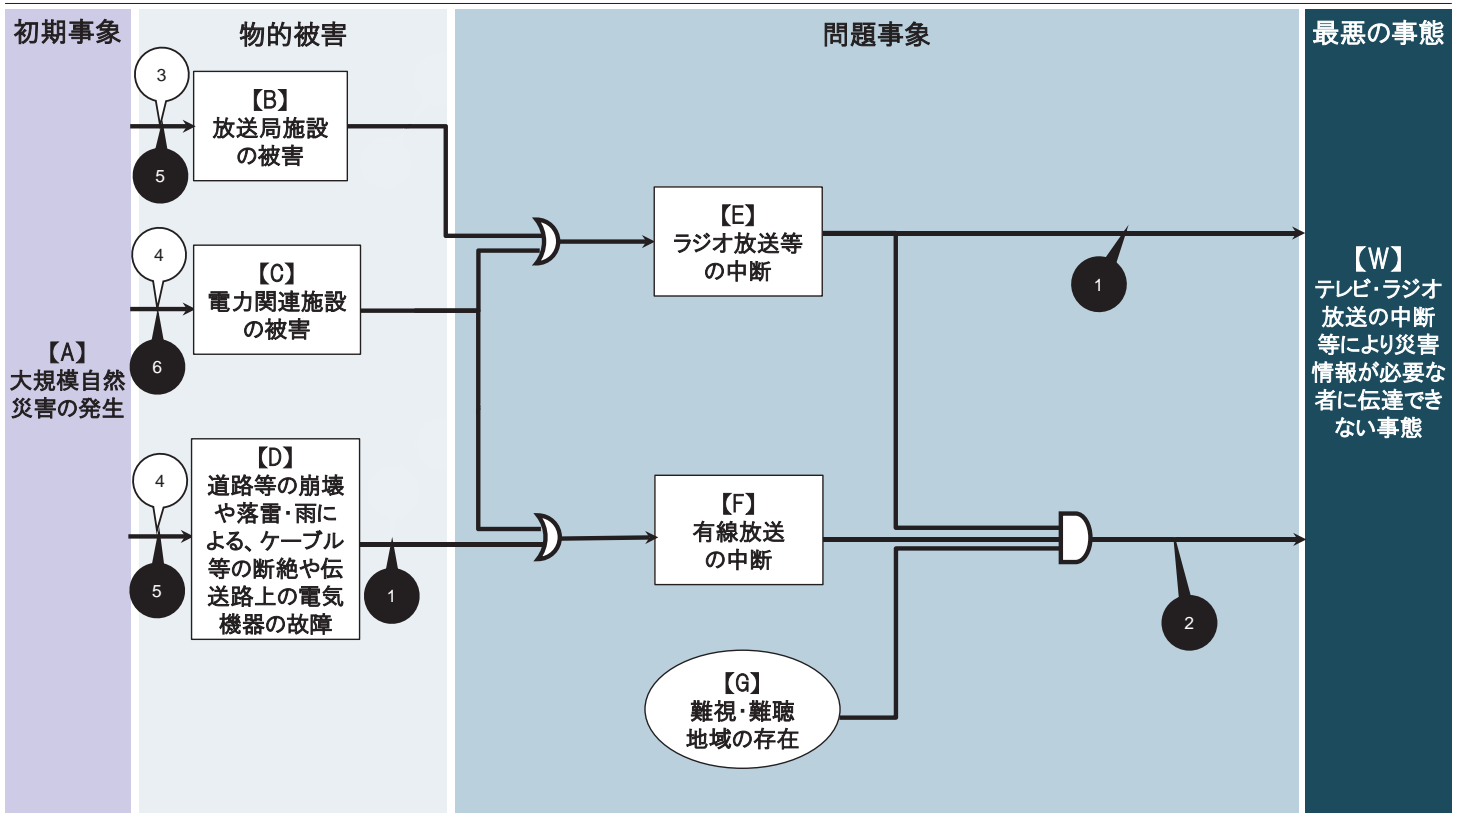 初期事象
物的被害
問題事象
最悪の事態
【A】
大規模自然
災害の発生
3
5
【B】
放送局施設
の被害
4
6
【C】
電力関連施設
の被害
4
5
【D】
道路等の崩壊
や落雷・雨に
よる、ケーブル
等の断絶や伝
送路上の電気
機器の故障
1
【E】
ラジオ放送等
の中断
1
【F】
有線放送
の中断
2
【G】
難視・難聴
地域の存在
【W】
テレビ・ラジオ
放送の中断
等により災害
情報が必要な
者に伝達でき
ない事態